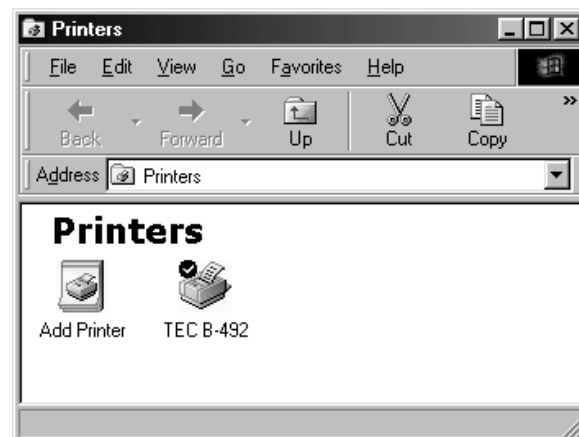 Printers
File Edit View Go Favorites Help
Back Forward Up Cut Copy »
Address Printers
Printers
Add Printer TEC B-492